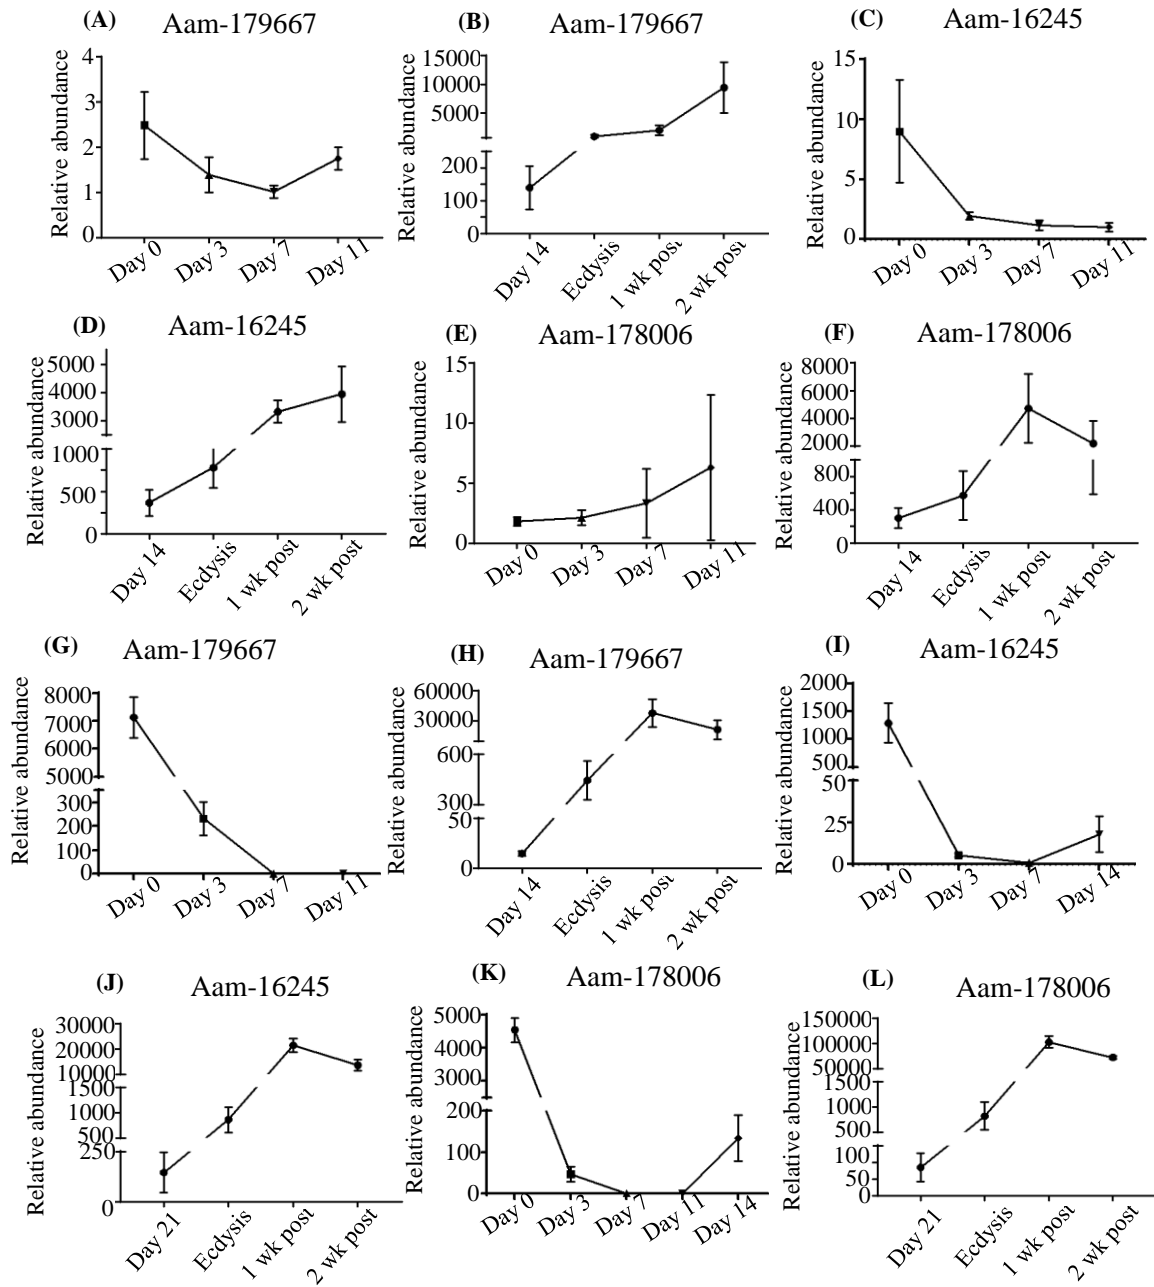 (A) Aam-179667
Relative abundance
4
3
2
1
0
Day 0 Day 3 Day 7 Day 11
(B) Aam-179667
Relative abundance
15000
10000
5000
200
100
0
Day 14 Ecdysis 1 wk post 2 wk post
(C) Aam-16245
Relative abundance
15
10
5
0
Day 0 Day 3 Day 7 Day 11
(D) Aam-16245
Relative abundance
5000
4000
3000
1000
500
0
Day 14 Ecdysis 1 wk post 2 wk post
(E) Aam-178006
Relative abundance
15
10
5
0
Day 0 Day 3 Day 7 Day 11
(F) Aam-178006
Relative abundance
8000
6000
4000
2000
800
400
0
Day 14 Ecdysis 1 wk post 2 wk post
(G) Aam-179667
Relative abundance
8000
7000
6000
5000
300
200
100
0
Day 0 Day 3 Day 7 Day 11
(H) Aam-179667
Relative abundance
60000
30000
600
300
50
0
Day 14 Ecdysis 1 wk post 2 wk post
(I) Aam-16245
Relative abundance
2000
1500
1000
500
50
25
0
Day 0 Day 3 Day 7 Day 14
(J) Aam-16245
Relative abundance
30000
20000
10000
1500
1000
500
250
0
Day 21 Ecdysis 1 wk post 2 wk post
(K) Aam-178006
Relative abundance
5000
4000
3000
2000
200
100
0
Day 0 Day 3 Day 7 Day 11 Day 14
(L) Aam-178006
Relative abundance
150000
100000
50000
1500
1000
500
100
50
0
Day 21 Ecdysis 1 wk post 2 wk post